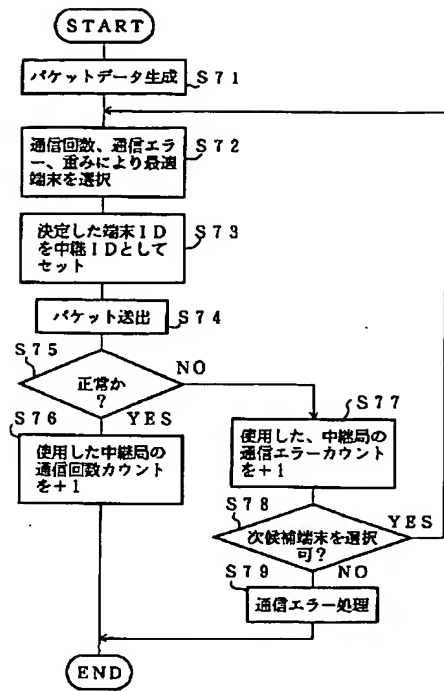 START
パケットデータ生成
S71
通信回数、通信エラ
ー、重みにより最適
端末を選択
S72
決定した端末ID
を中継IDとして
セット
S73
パケット送出
S74
S75
正常か
?
NO
YES
S76
使用した中継局の
通信回数カウント
を+1
S77
使用した、中継局の
通信エラーカウント
を+1
S78
次候補端末を選択
可?
YES
NO
S79
通信エラー処理
END